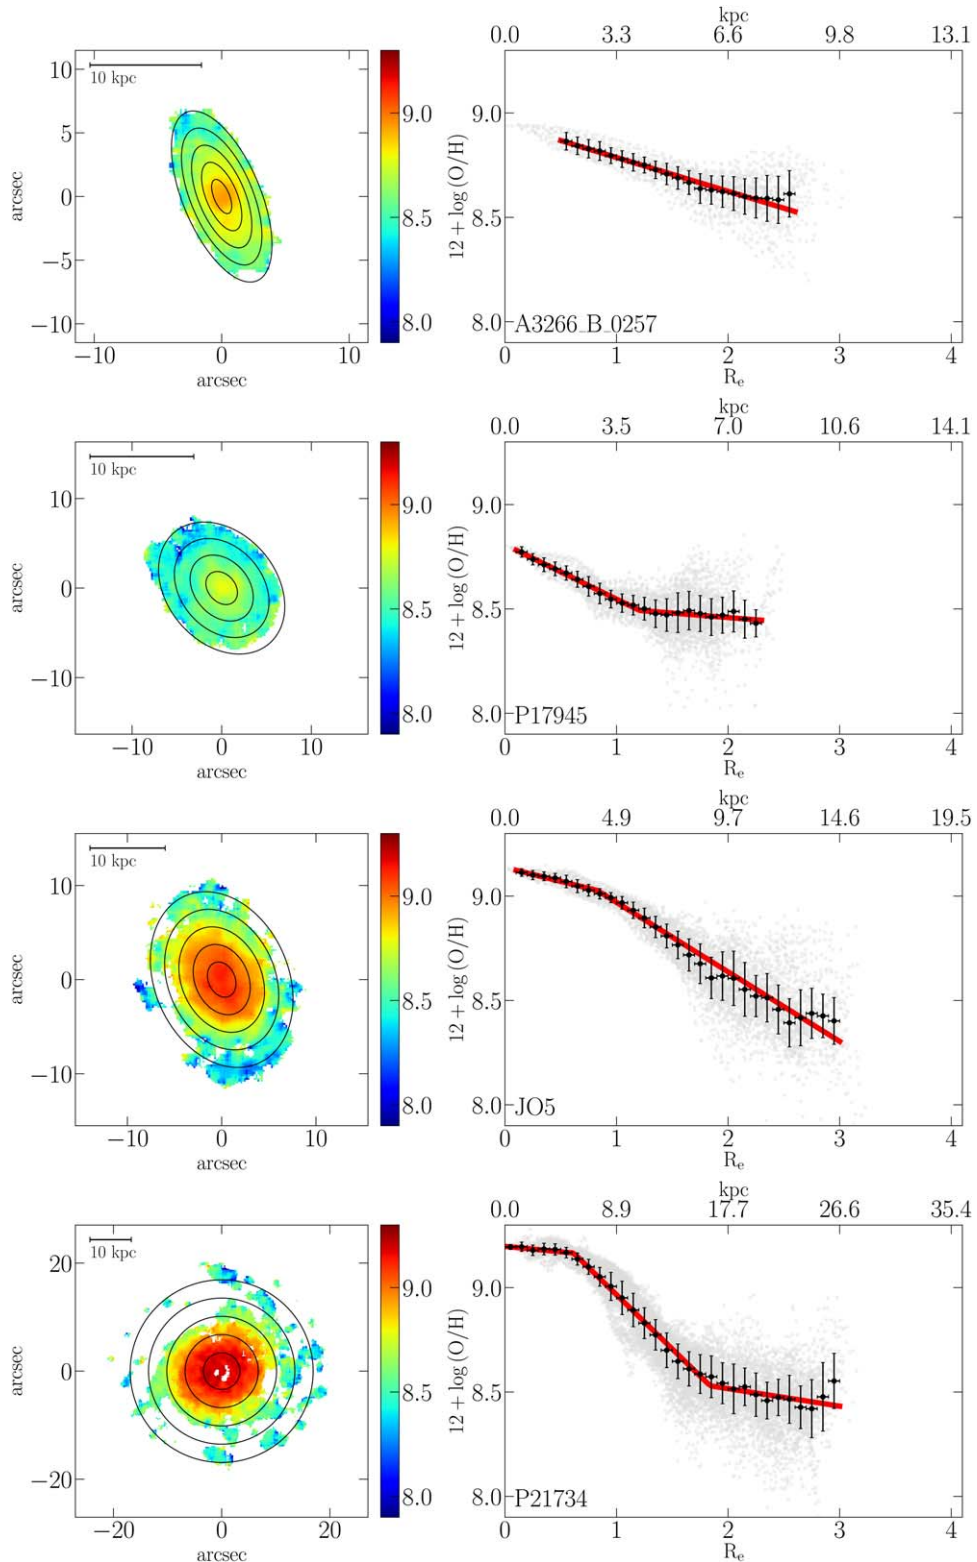 kpc
0.0 3.3 6.6 9.8 13.1
10
5
0
−5
−10
arcsec
10 kpc
−10 0 10
arcsec
9.0
8.5
8.0
12 + log (O/H)
9.0
8.5
8.0
A3266_B_0257
0 1 2 3 4
Rₑ
kpc
0.0 3.5 7.0 10.6 14.1
10
0
−10
arcsec
10 kpc
−10 0 10
arcsec
9.0
8.5
8.0
12 + log (O/H)
9.0
8.5
8.0
P17945
0 1 2 3 4
Rₑ
kpc
0.0 4.9 9.7 14.6 19.5
10
0
−10
arcsec
10 kpc
−10 0 10
arcsec
9.0
8.5
8.0
12 + log (O/H)
9.0
8.5
8.0
JO5
0 1 2 3 4
Rₑ
kpc
0.0 8.9 17.7 26.6 35.4
20
0
−20
arcsec
10 kpc
−20 0 20
arcsec
9.0
8.5
8.0
12 + log (O/H)
9.0
8.5
8.0
P21734
0 1 2 3 4
Rₑ